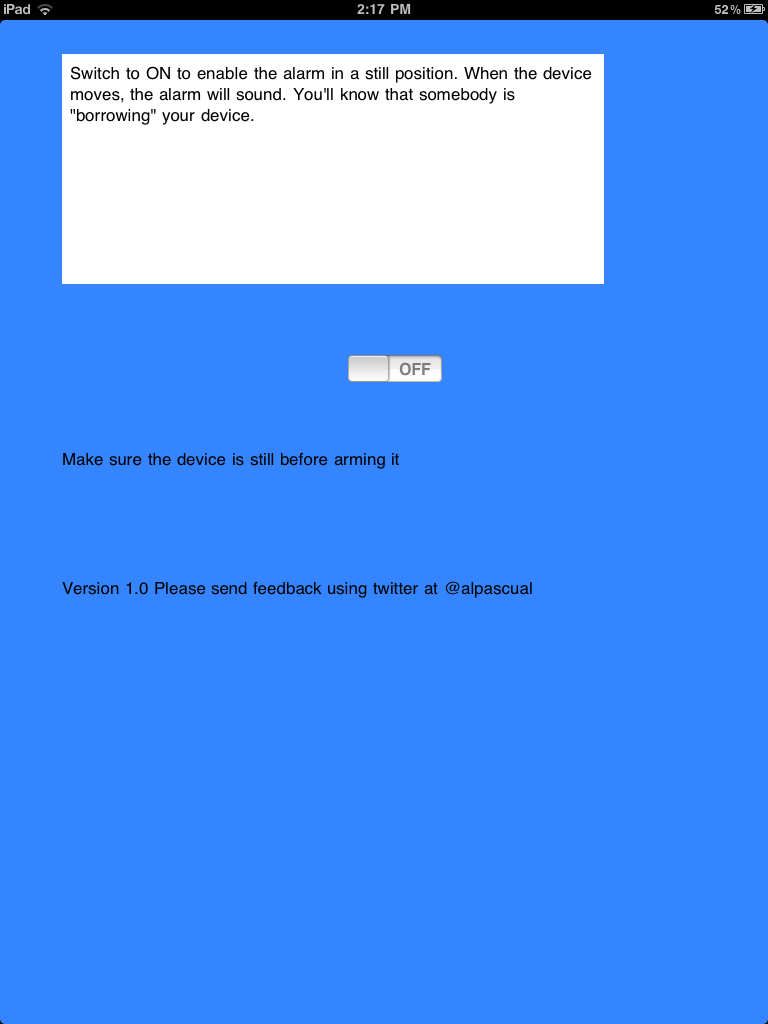 iPad 2:17 PM 52%
Switch to ON to enable the alarm in a still position. When the device
moves, the alarm will sound. You'll know that somebody is
"borrowing" your device.
OFF
Make sure the device is still before arming it
Version 1.0 Please send feedback using twitter at @alpascual